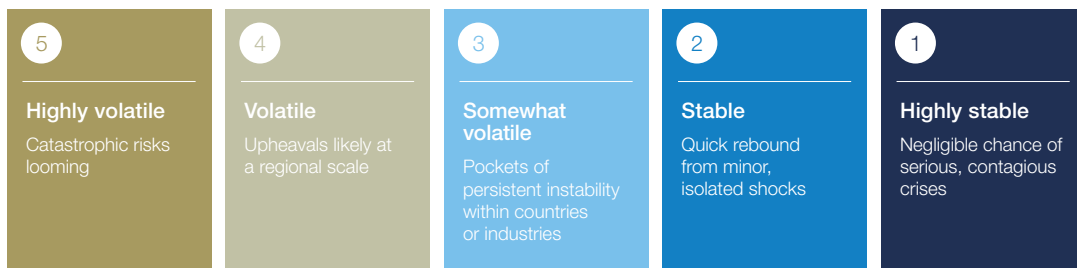 5
Highly volatile
Catastrophic risks
looming
4
Volatile
Upheavals likely at
a regional scale
3
Somewhat
volatile
Pockets of
persistent instability
within countries
or industries
2
Stable
Quick rebound
from minor,
isolated shocks
1
Highly stable
Negligible chance of
serious, contagious
crises